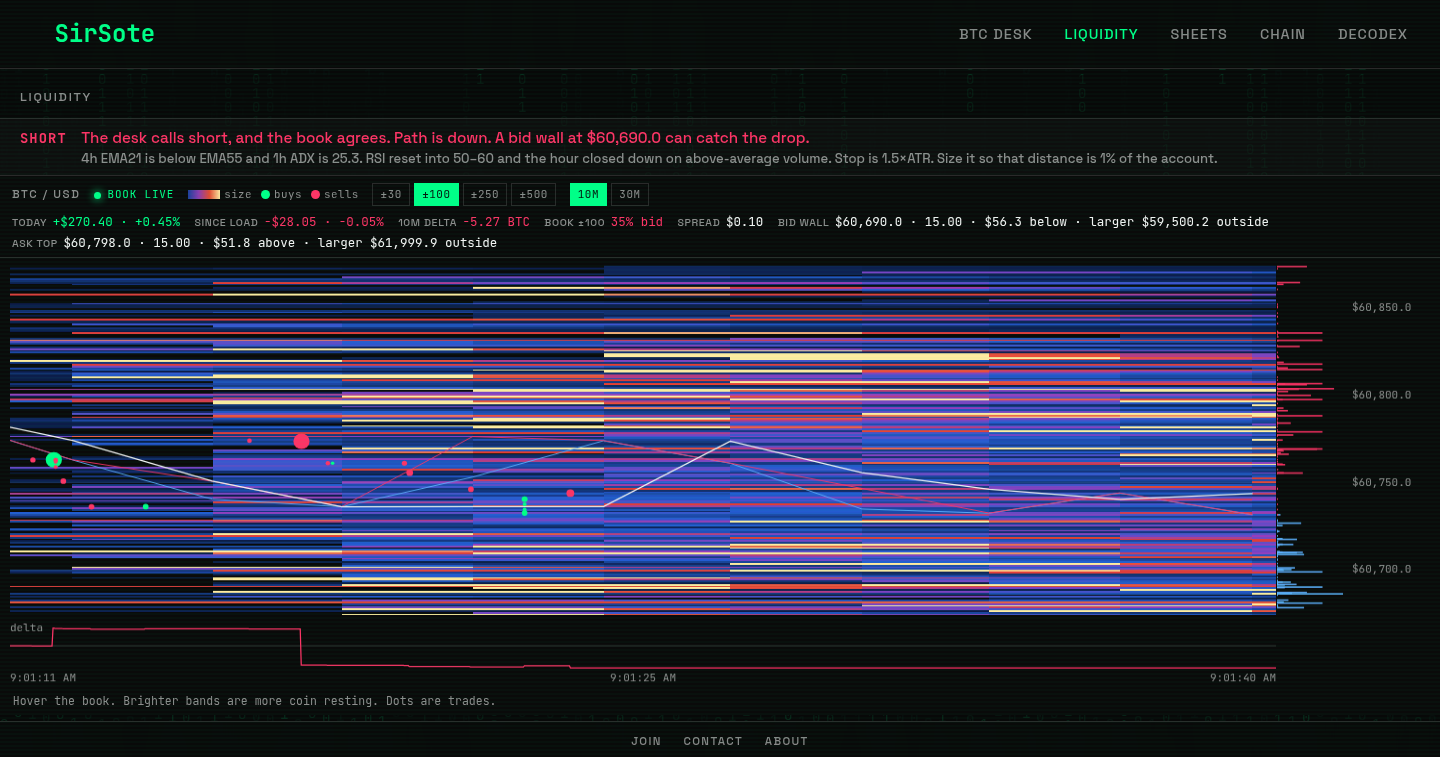 SirSote
BTC DESK LIQUIDITY SHEETS CHAIN DECODEX
LIQUIDITY
SHORT The desk calls short, and the book agrees. Path is down. A bid wall at $60,690.0 can catch the drop.
4h EMA21 is below EMA55 and 1h ADX is 25.3. RSI reset into 50–60 and the hour closed down on above-average volume. Stop is 1.5×ATR. Size it so that distance is 1% of the account.
BTC / USD BOOK LIVE size buys sells ±30 ±100 ±250 ±500 10M 30M
TODAY +$270.40 · +0.45% SINCE LOAD -$28.05 · -0.05% 10M DELTA -5.27 BTC BOOK ±100 35% bid SPREAD $0.10 BID WALL $60,690.0 · 15.00 · $56.3 below · larger $59,500.2 outside
ASK TOP $60,798.0 · 15.00 · $51.8 above · larger $61,999.9 outside
$60,850.0
$60,800.0
$60,750.0
$60,700.0
delta
9:01:11 AM 9:01:25 AM 9:01:40 AM
Hover the book. Brighter bands are more coin resting. Dots are trades.
JOIN CONTACT ABOUT